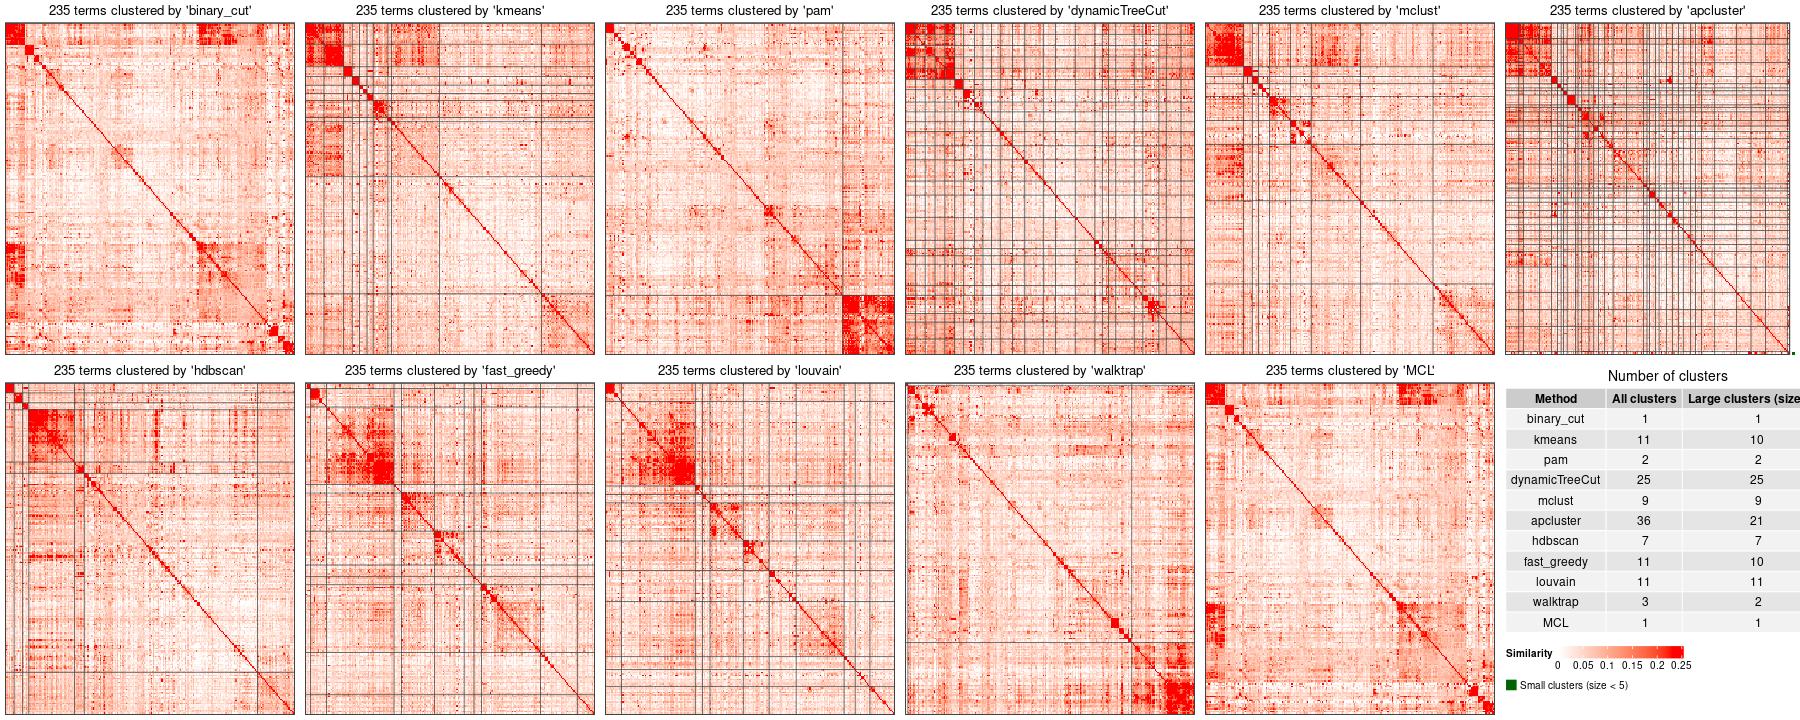 235 terms clustered by 'binary_cut'
235 terms clustered by 'kmeans'
235 terms clustered by 'pam'
235 terms clustered by 'dynamicTreeCut'
235 terms clustered by 'mclust'
235 terms clustered by 'apcluster'
235 terms clustered by 'hdbscan'
235 terms clustered by 'fast_greedy'
235 terms clustered by 'louvain'
235 terms clustered by 'walktrap'
235 terms clustered by 'MCL'
Number of clusters
Method All clusters Large clusters (size
binary_cut 1 1
kmeans 11 10
pam 2 2
dynamicTreeCut 25 25
mclust 9 9
apcluster 36 21
hdbscan 7 7
fast_greedy 11 10
louvain 11 11
walktrap 3 2
MCL 1 1
Similarity
0 0.05 0.1 0.15 0.2 0.25
Small clusters (size < 5)